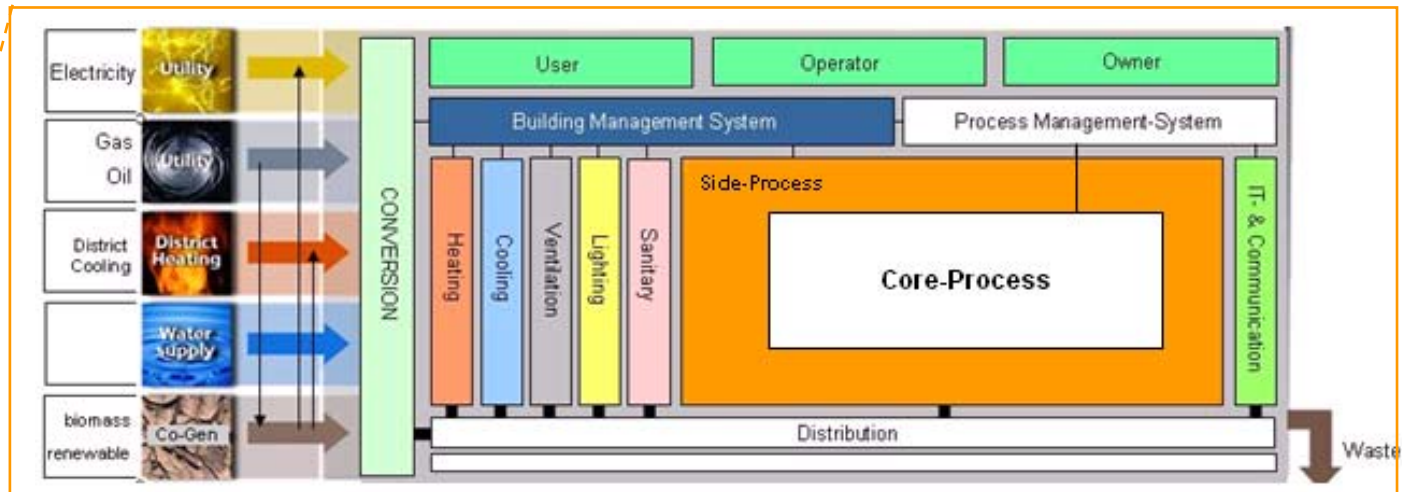 Electricity
Utility
Gas
Oil
Utility
District
Cooling
District
Heating
Water
supply
biomass
renewable
Co-Gen
CONVERSION
User
Operator
Owner
Building Management System
Process Management-System
Heating
Cooling
Ventilation
Lighting
Sanitary
Side-Process
Core-Process
IT- & Communication
Distribution
Waste